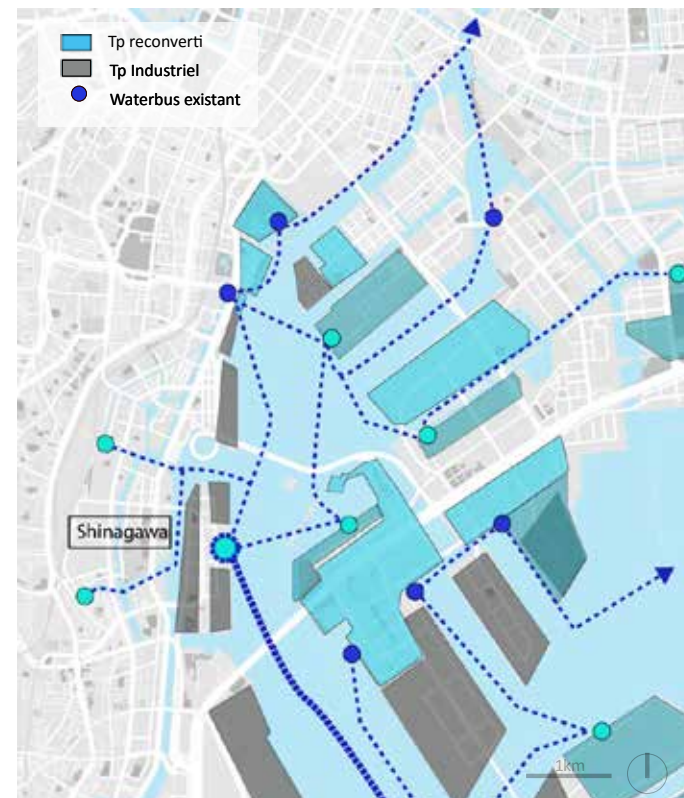 Tp reconverti
Tp Industriel
Waterbus existant
Shinagawa
1km